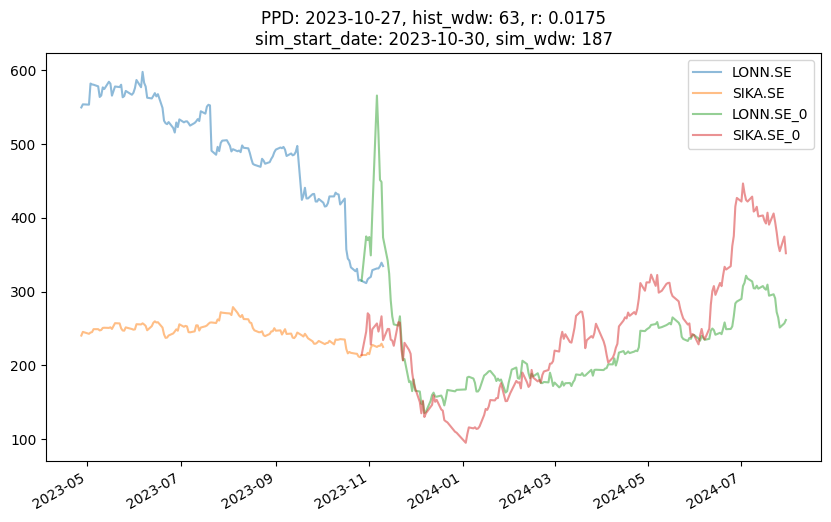 PPD: 2023-10-27, hist_wdw: 63, r: 0.0175
sim_start_date: 2023-10-30, sim_wdw: 187
600
500
400
300
200
100
LONN.SE
SIKA.SE
LONN.SE_0
SIKA.SE_0
2023-05
2023-07
2023-09
2023-11
2024-01
2024-03
2024-05
2024-07